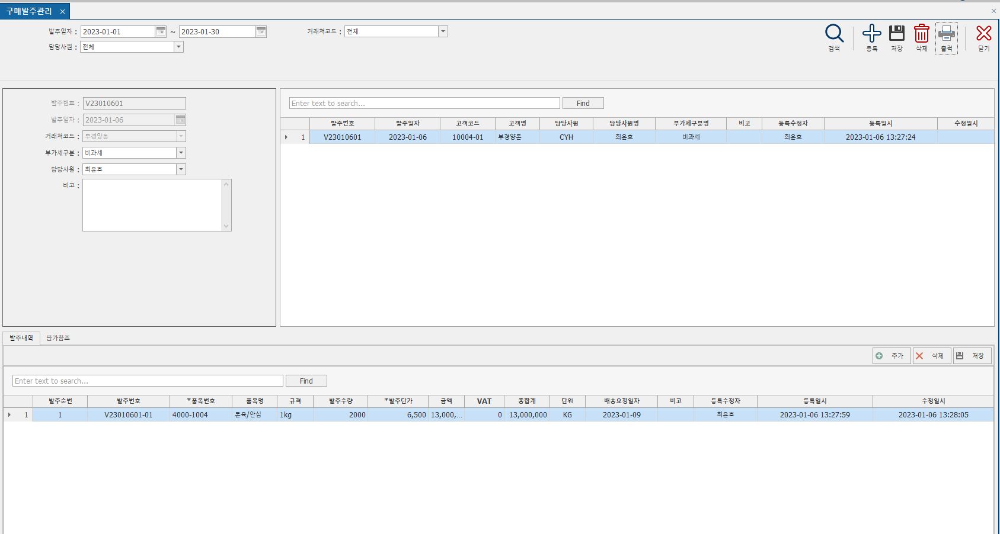 구매발주관리
발주일자 : 2023-01-01 ~ 2023-01-30 거래처코드 : 전체
담당사원 : 전체
검색 등록 저장 삭제 출력 닫기
발주번호 : V23010601
발주일자 : 2023-01-06
거래처코드 : 부경양돈
부가세구분 : 비과세
담당사원 : 최윤호
비고 :
Enter text to search... Find
발주번호 발주일자 고객코드 고객명 담당사원 담당사원명 부가세구분명 비고 등록수정자 등록일시 수정일시
1 V23010601 2023-01-06 10004-01 부경양돈 CYH 최윤호 비과세 최윤호 2023-01-06 13:27:24
발주내역 단가참조
추가 삭제 저장
Enter text to search... Find
발주순번 발주번호 *품목번호 품목명 규격 발주수량 *발주단가 금액 VAT 총합계 단위 배송요청일자 비고 등록수정자 등록일시 수정일시
1 1 V23010601-01 4000-1004 돈육/안심 1kg 2000 6,500 13,000,... 0 13,000,000 KG 2023-01-09 최윤호 2023-01-06 13:27:59 2023-01-06 13:28:05